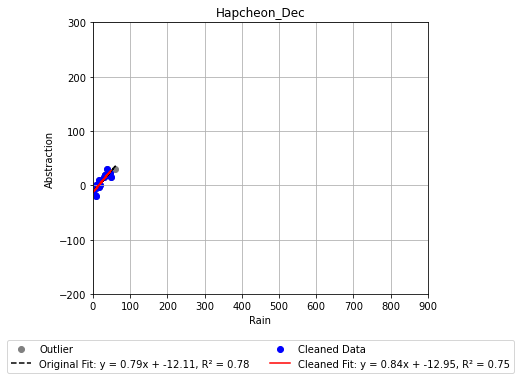 Hapcheon_Dec
300
200
100
0
−100
−200
Abstraction
0 100 200 300 400 500 600 700 800 900
Rain
Outlier Cleaned Data
Original Fit: y = 0.79x + -12.11, R² = 0.78 Cleaned Fit: y = 0.84x + -12.95, R² = 0.75